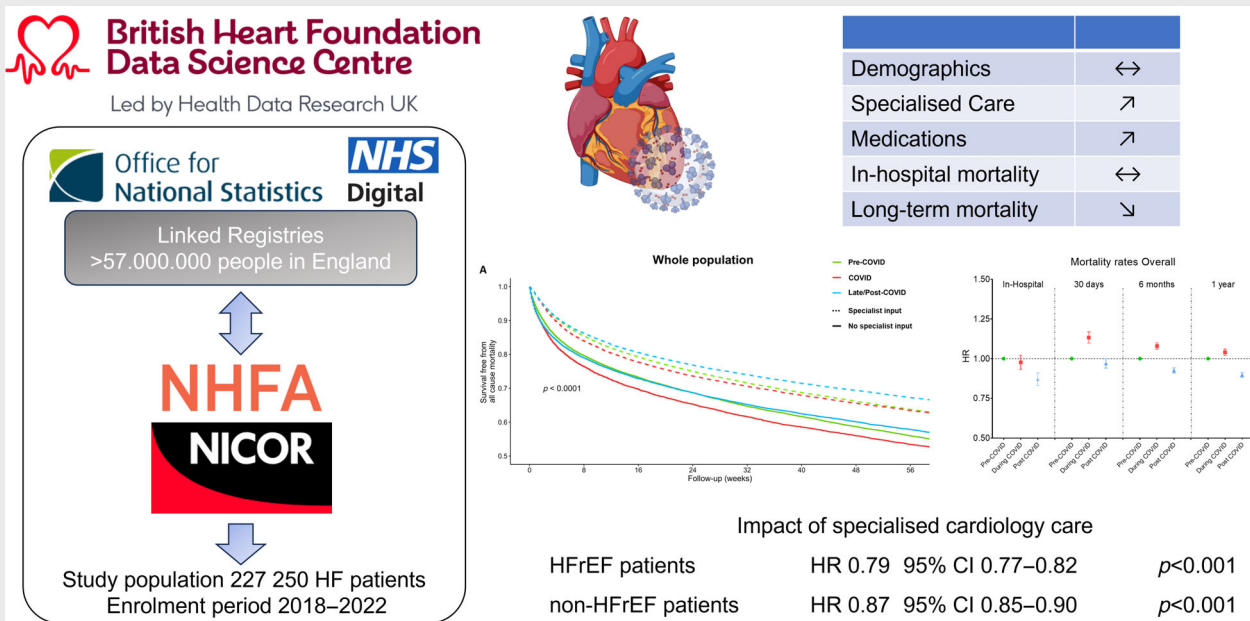 British Heart Foundation
Data Science Centre
Led by Health Data Research UK
Office for
National Statistics
NHS
Digital
Linked Registries
>57.000.000 people in England
NHFA
NICOR
Study population 227 250 HF patients
Enrolment period 2018–2022
Demographics ↔
Specialised Care ↗
Medications ↗
In-hospital mortality ↔
Long-term mortality ↘
A
Whole population
Pre-COVID
COVID
Late/Post-COVID
Specialist input
No specialist input
Survival free from
all cause mortality
1.0
0.9
0.8
0.7
0.6
0.5
p < 0.0001
0 8 16 24 32 40 48 56
Follow-up (weeks)
Mortality rates Overall
In-Hospital 30 days 6 months 1 year
HR
1.50
1.25
1.00
0.75
0.50
Pre-COVID During COVID Post COVID Pre-COVID During COVID Post COVID Pre-COVID During COVID Post COVID Pre-COVID During COVID Post COVID
Impact of specialised cardiology care
HFrEF patients HR 0.79 95% CI 0.77–0.82 p<0.001
non-HFrEF patients HR 0.87 95% CI 0.85–0.90 p<0.001